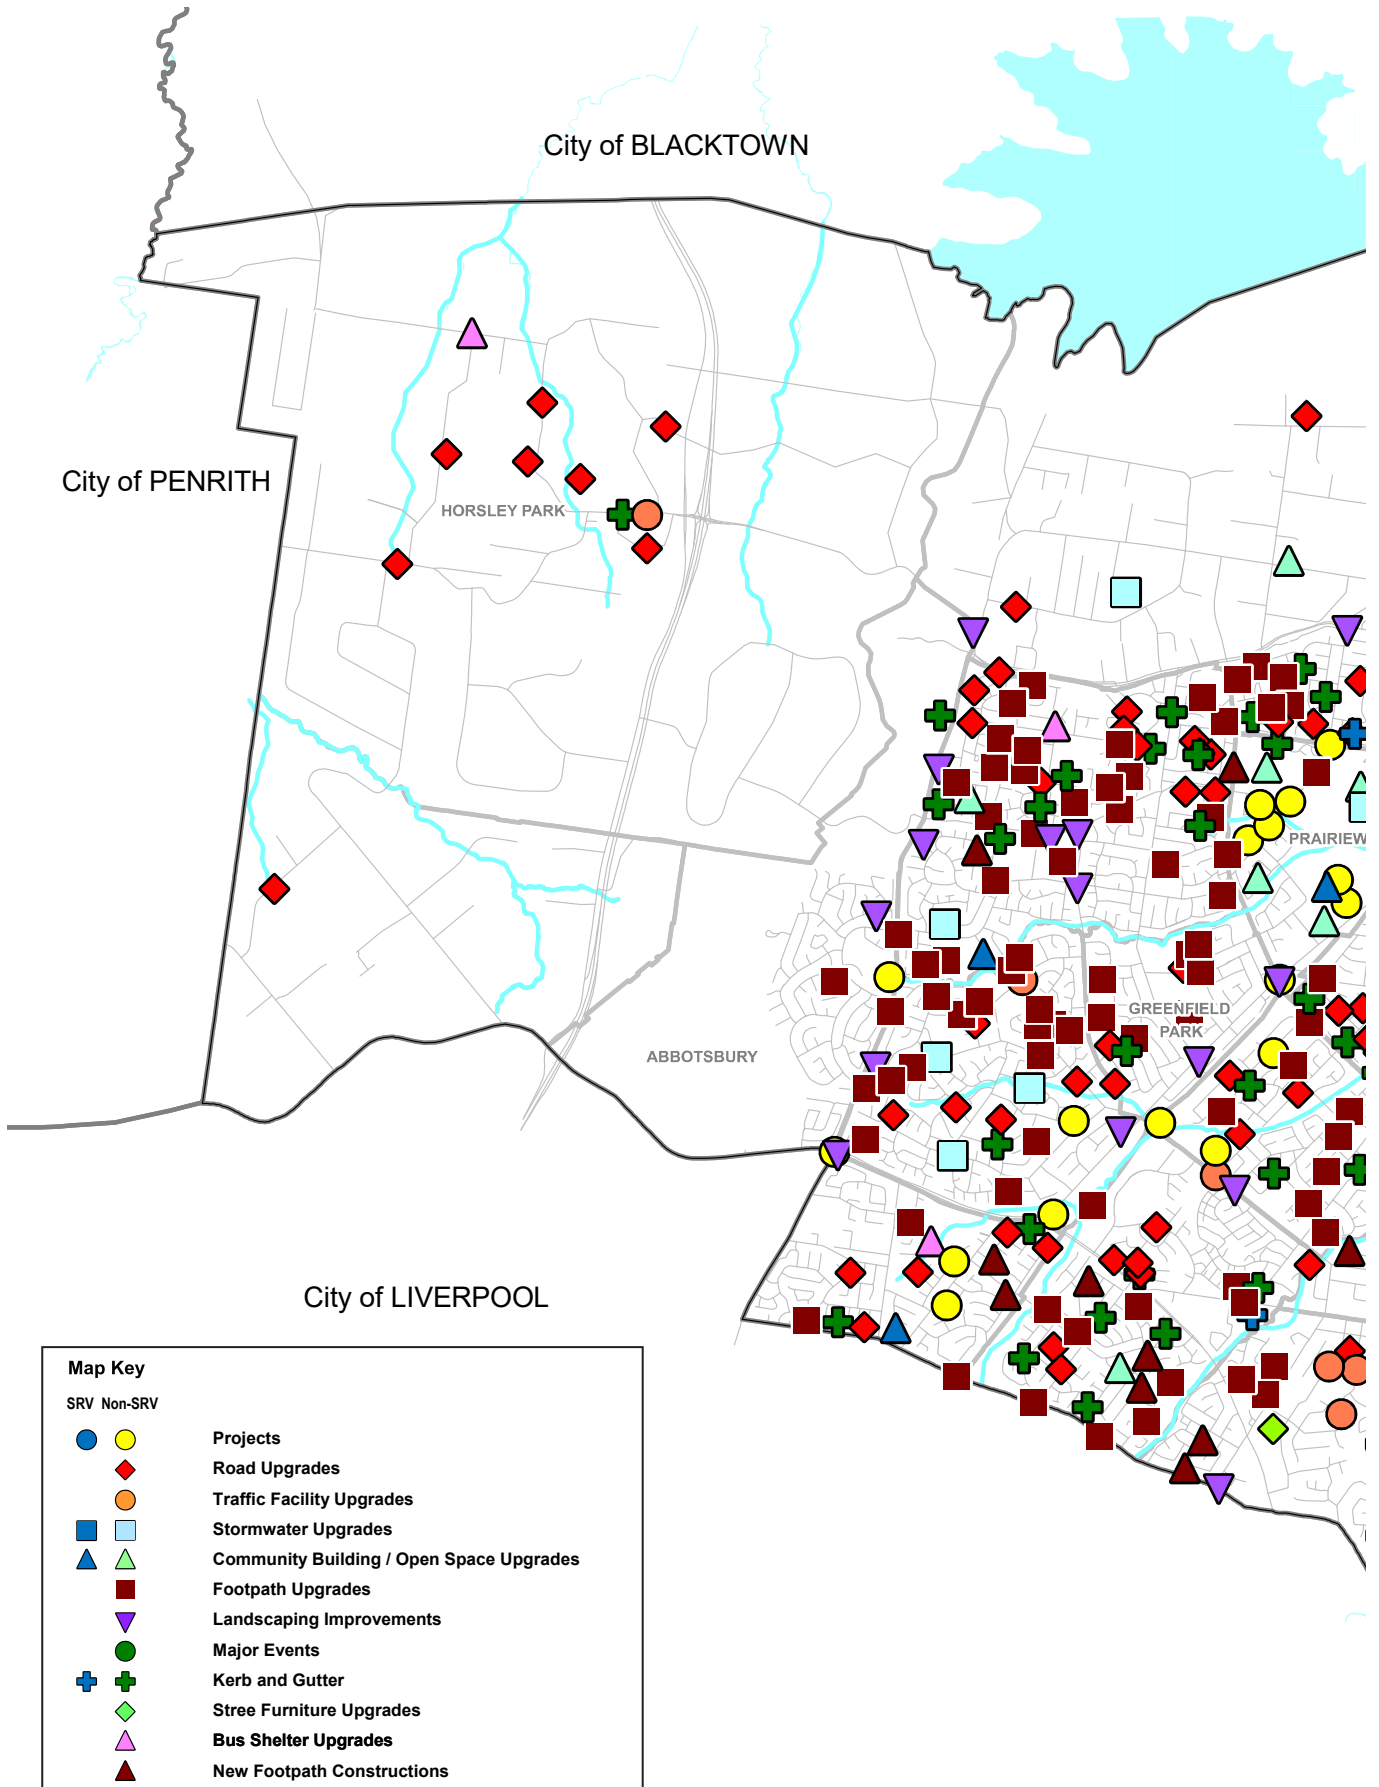 City of BLACKTOWN
City of PENRITH
HORSLEY PARK
PRAIRIEW
GREENFIELD
PARK
ABBOTSBURY
City of LIVERPOOL
Map Key
SRV Non-SRV
Projects
Road Upgrades
Traffic Facility Upgrades
Stormwater Upgrades
Community Building / Open Space Upgrades
Footpath Upgrades
Landscaping Improvements
Major Events
Kerb and Gutter
Stree Furniture Upgrades
Bus Shelter Upgrades
New Footpath Constructions